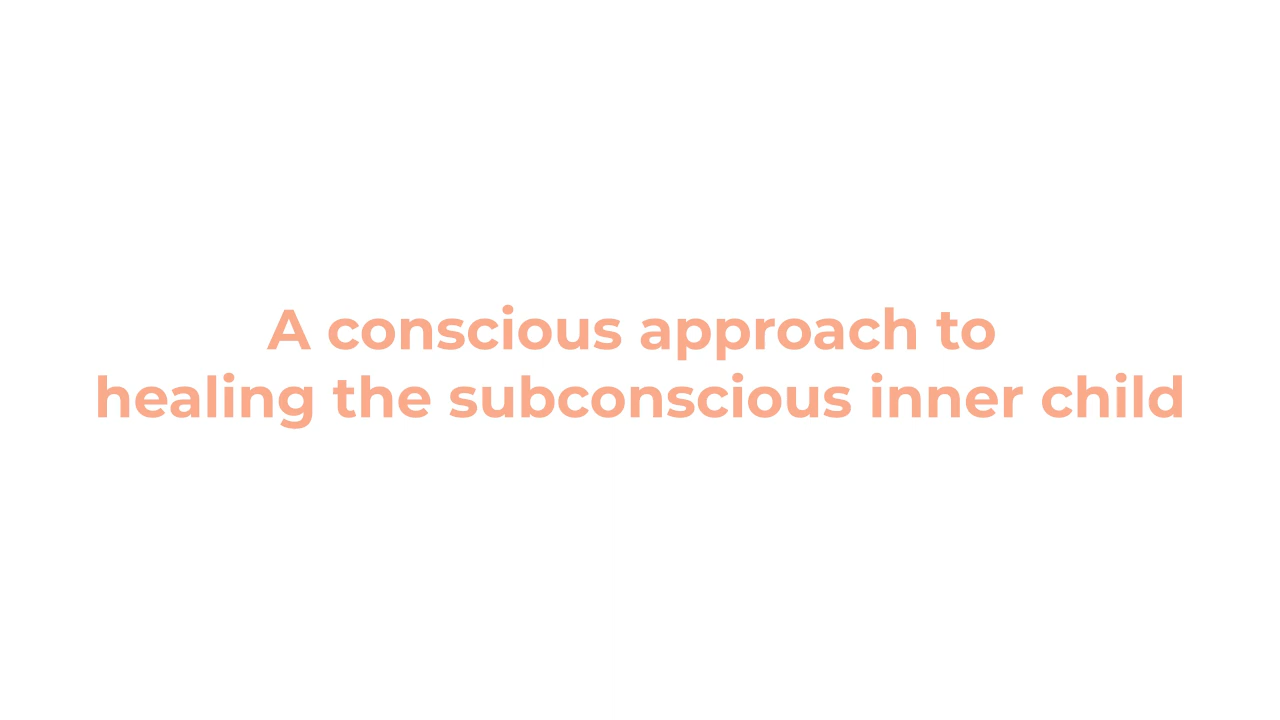 A conscious approach to
healing the subconscious inner child